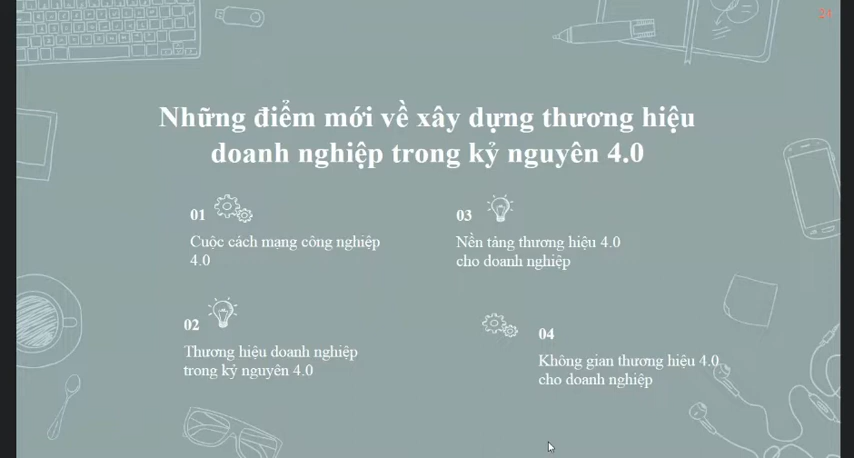 24
Những điểm mới về xây dựng thương hiệu
doanh nghiệp trong kỷ nguyên 4.0
01
Cuộc cách mạng công nghiệp
4.0
02
Thương hiệu doanh nghiệp
trong kỷ nguyên 4.0
03
Nền tảng thương hiệu 4.0
cho doanh nghiệp
04
Không gian thương hiệu 4.0
cho doanh nghiệp